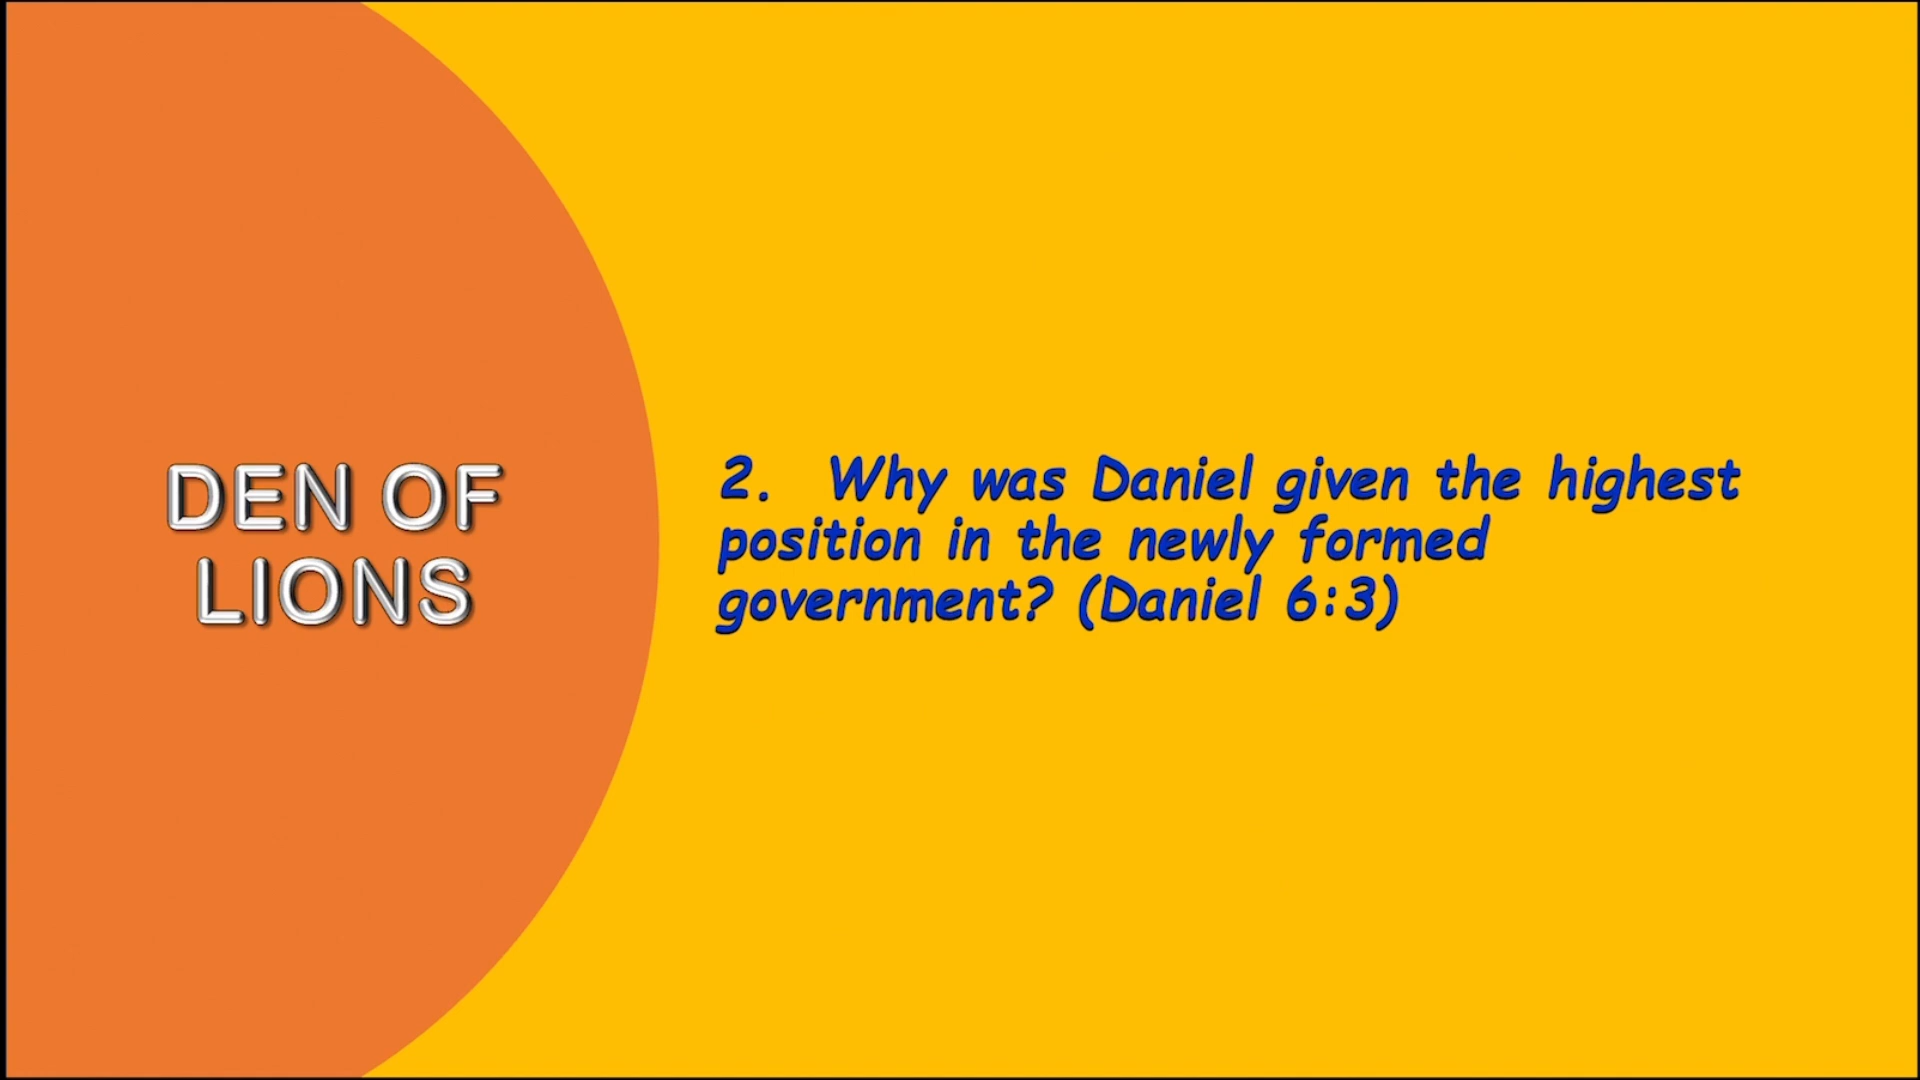 DEN OF
LIONS
2. Why was Daniel given the highest
position in the newly formed
government? (Daniel 6:3)